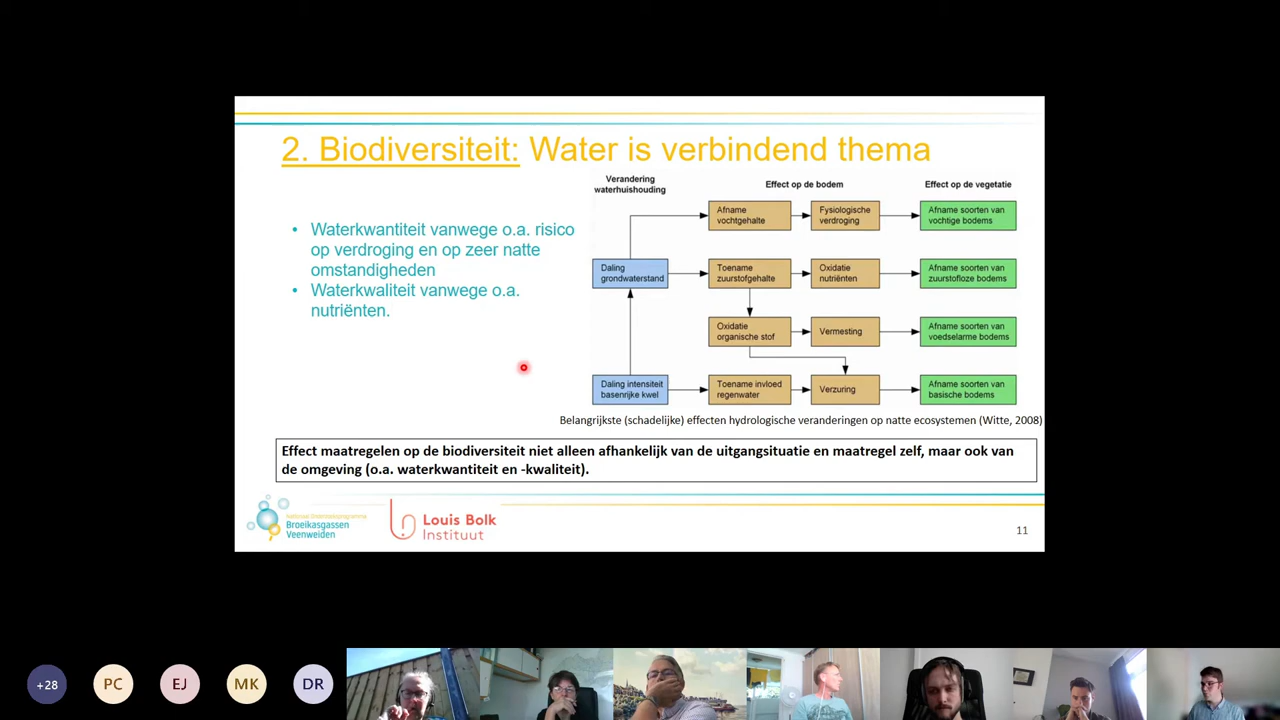 2. Biodiversiteit: Water is verbindend thema
• Waterkwantiteit vanwege o.a. risico
op verdroging en op zeer natte
omstandigheden
• Waterkwaliteit vanwege o.a.
nutriënten.
Verandering
waterhuishouding
Effect op de bodem
Effect op de vegetatie
Afname
vochtgehalte
Fysiologische
verdroging
Afname soorten van
vochtige bodems
Daling
grondwaterstand
Toename
zuurstofgehalte
Oxidatie
nutriënten
Afname soorten van
zuurstofloze bodems
Oxidatie
organische stof
Vermesting
Afname soorten van
voedselarme bodems
Daling intensiteit
basenrijke kwel
Toename invloed
regenwater
Verzuring
Afname soorten van
basische bodems
Belangrijkste (schadelijke) effecten hydrologische veranderingen op natte ecosystemen (Witte, 2008)
Effect maatregelen op de biodiversiteit niet alleen afhankelijk van de uitgangsituatie en maatregel zelf, maar ook van
de omgeving (o.a. waterkwantiteit en -kwaliteit).
Nationaal Onderzoeksprogramma
Broeikasgassen
Veenweiden
Louis Bolk
Instituut
11
+28
PC
EJ
MK
DR